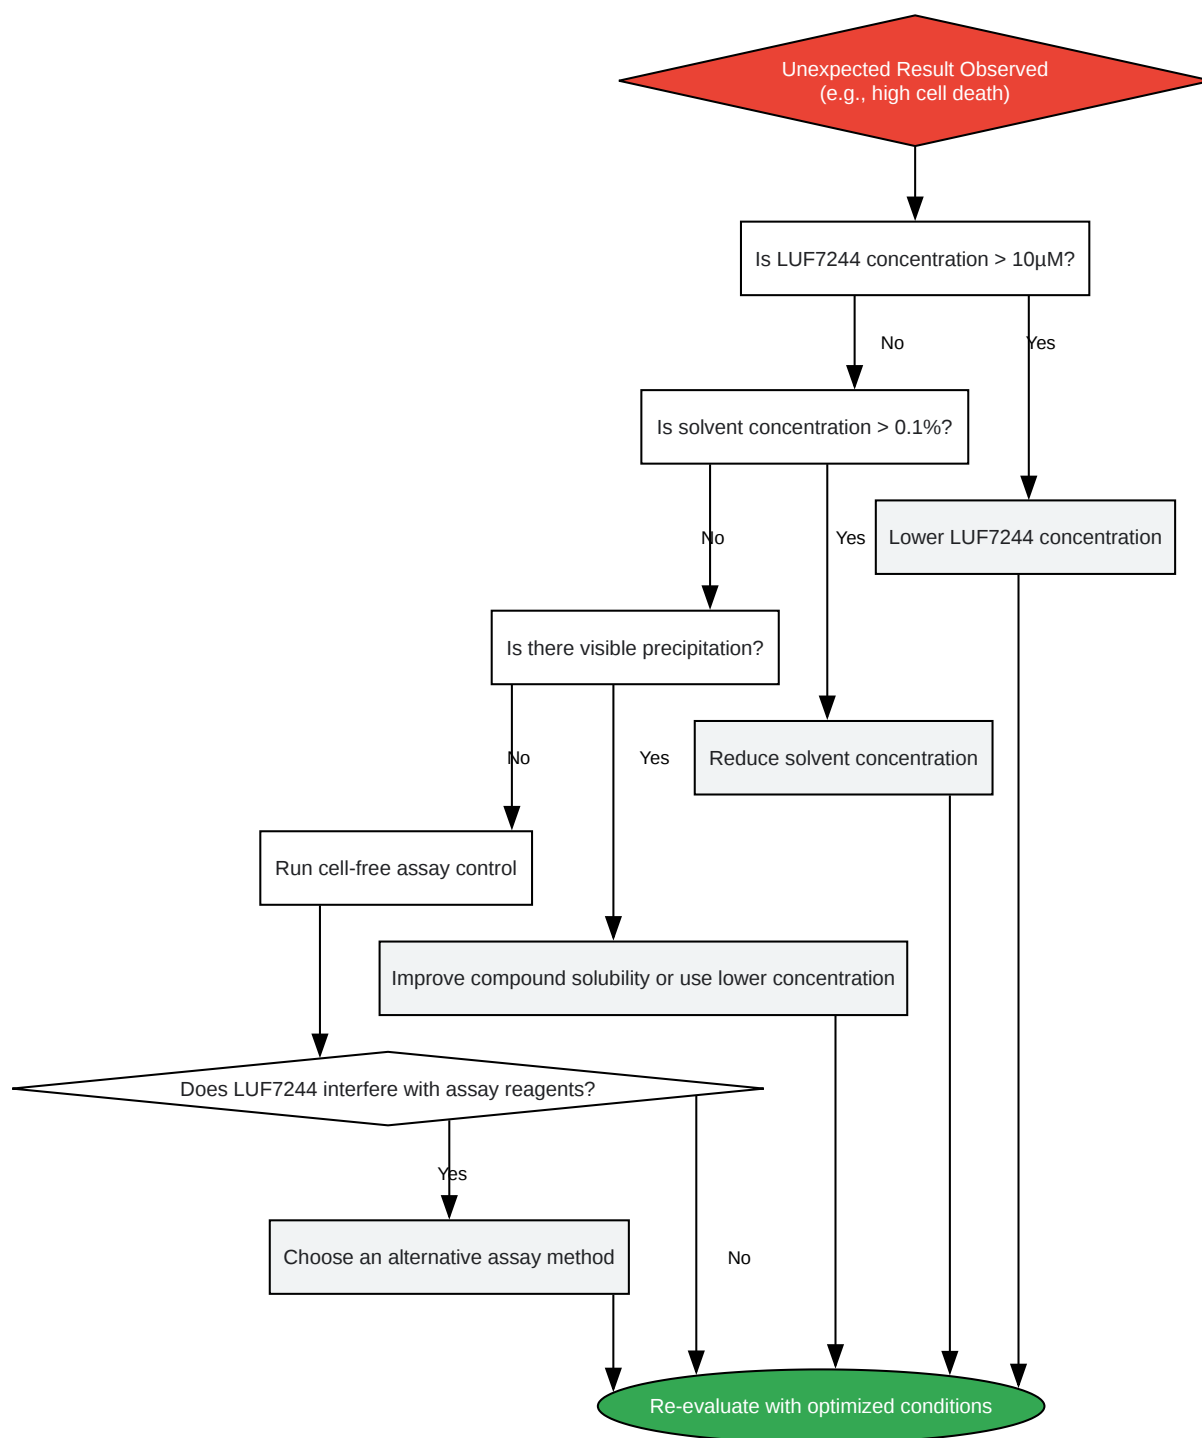 Unexpected Result Observed
(e.g., high cell death)
Is LUF7244 concentration > 10µM?
No
Yes
Is solvent concentration > 0.1%?
Lower LUF7244 concentration
No
Yes
Is there visible precipitation?
Reduce solvent concentration
No
Yes
Run cell-free assay control
Improve compound solubility or use lower concentration
Does LUF7244 interfere with assay reagents?
Yes
No
Choose an alternative assay method
Re-evaluate with optimized conditions